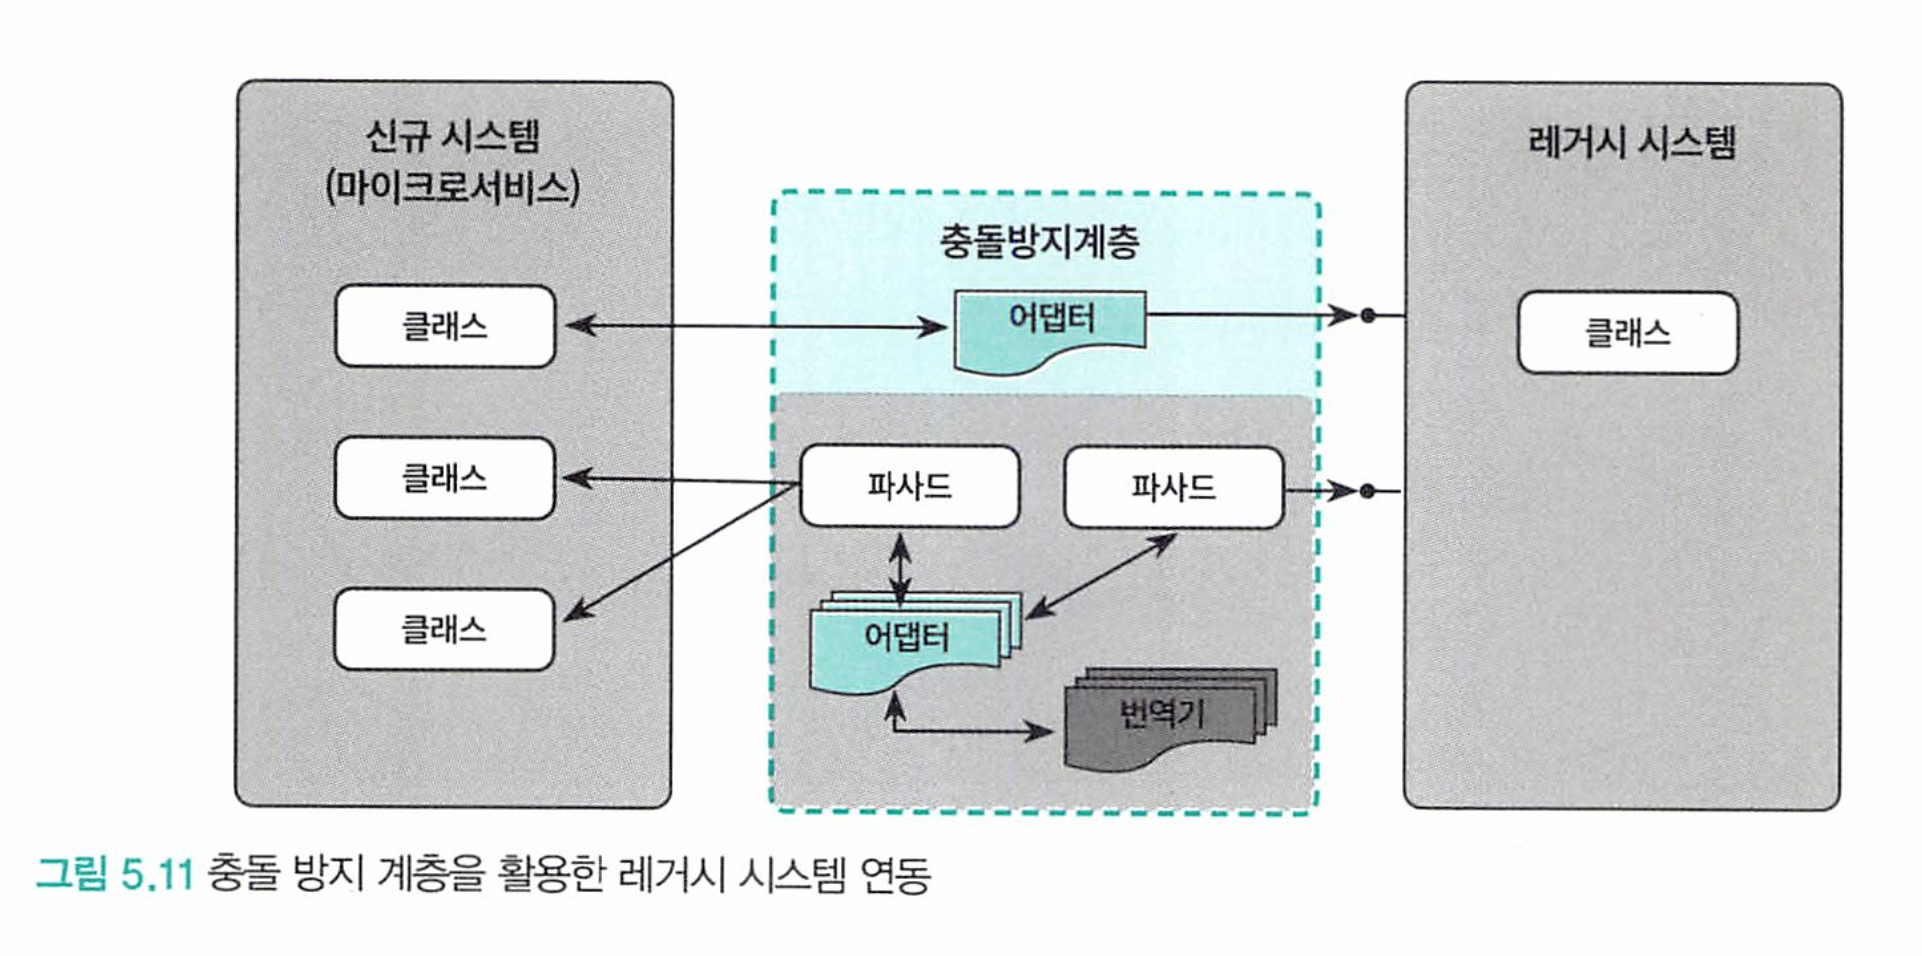 신규 시스템
(마이크로서비스)
레거시 시스템
충돌방지계층
클래스
어댑터
클래스
클래스
파사드
파사드
클래스
어댑터
번역기
그림 5.11 충돌 방지 계층을 활용한 레거시 시스템 연동